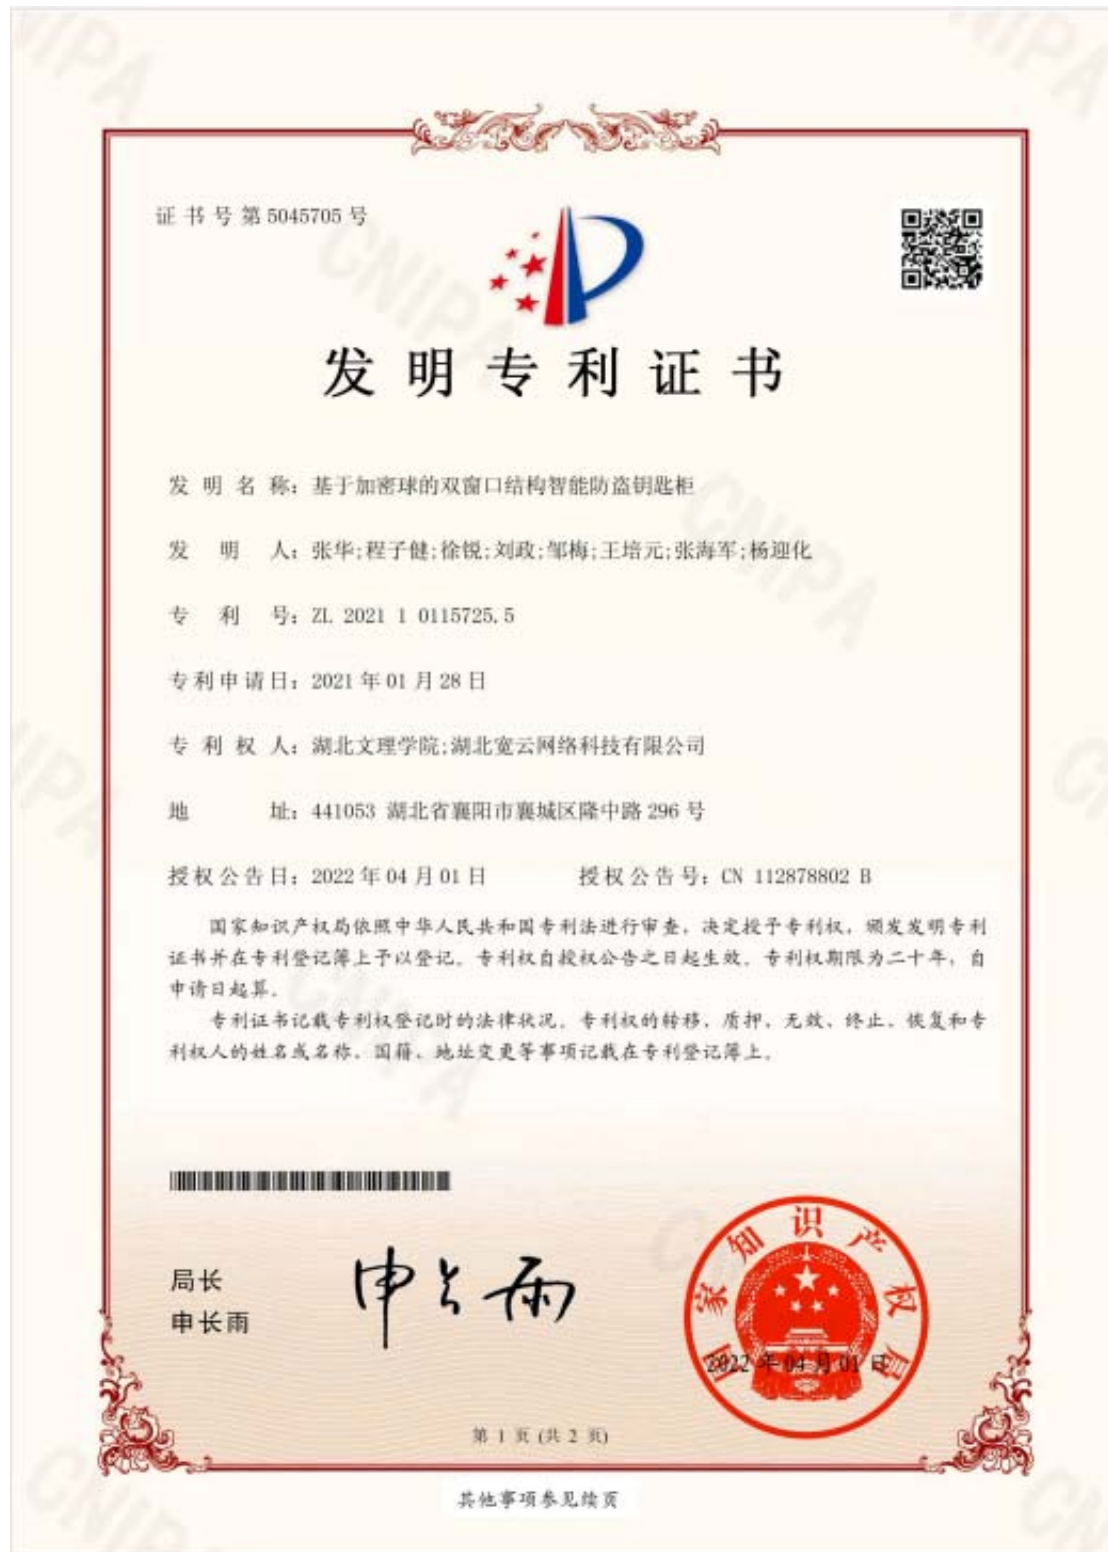 证书号第5045705号
发明专利证书
发明名称：基于加密球的双窗口结构智能防盗钥匙柜
发明人：张华;程子健;徐锐;刘政;邹梅;王培元;张海军;杨迎化
专利号：ZL 2021 1 0115725.5
专利申请日：2021年01月28日
专利权人：湖北文理学院;湖北宽云网络科技有限公司
地址：441053 湖北省襄阳市襄城区隆中路296号
授权公告日：2022年04月01日 授权公告号：CN 112878802 B
国家知识产权局依照中华人民共和国专利法进行审查，决定授予专利权，颁发发明专利
证书并在专利登记簿上予以登记。专利权自授权公告之日起生效。专利权期限为二十年，自
申请日起算。
专利证书记载专利权登记时的法律状况。专利权的转移、质押、无效、终止、恢复和专
利权人的姓名或名称、国籍、地址变更等事项记载在专利登记簿上。
局长
申长雨
申长雨
国家知识产权局
2022年04月01日
第 1 页 (共 2 页)
其他事项参见续页
CNIPA
CNIPA
CNIPA
CNIPA
CNIPA